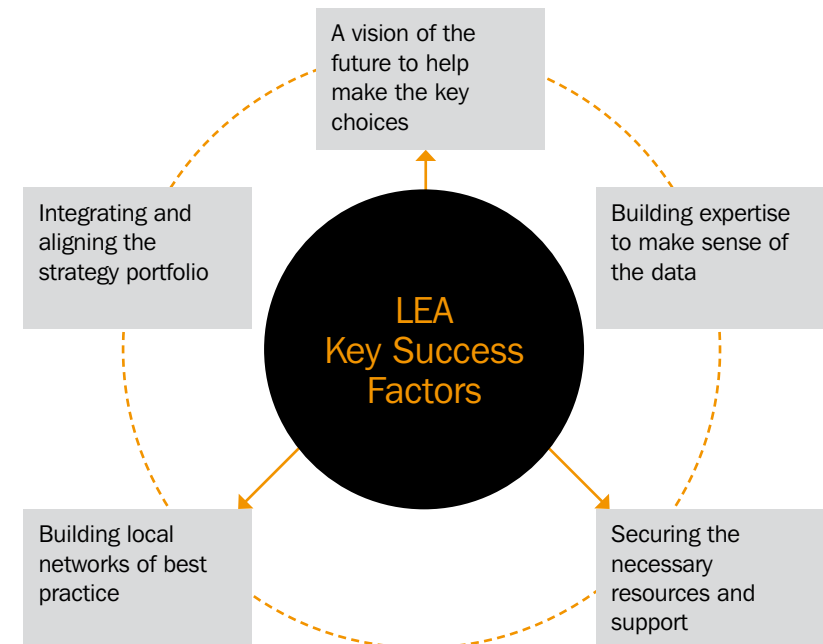 A vision of the
future to help
make the key
choices
Integrating and
aligning the
strategy portfolio
Building expertise
to make sense of
the data
LEA
Key Success
Factors
Building local
networks of best
practice
Securing the
necessary
resources and
support